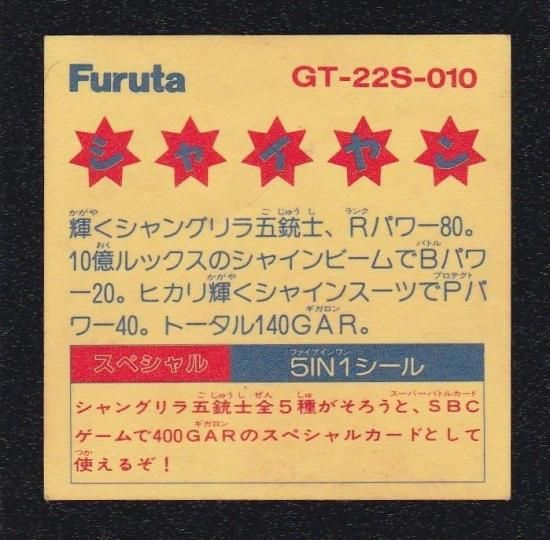 Furuta GT-22S-010
シャイヤン
輝くシャングリラ五銃士、Rパワー80。
10億ルックスのシャインビームでBパワ
ー20。ヒカリ輝くシャインスーツでPパ
ワー40。トータル140GAR。
スペシャル 5IN1シール
シャングリラ五銃士全5種がそろうと、SBC
ゲームで400GARのスペシャルカードとして
使えるぞ！